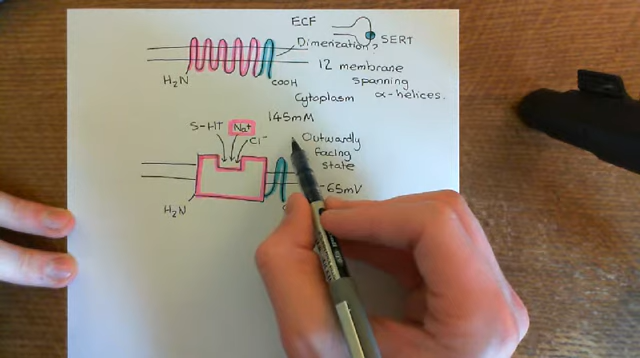 ECF
SERT
Dimerization?
12 membrane
spanning
α-helices.
H₂N
COOH
Cytoplasm
145mM
5-HT
Na+
Cl⁻
Outwardly
facing
state
-65mV
H₂N